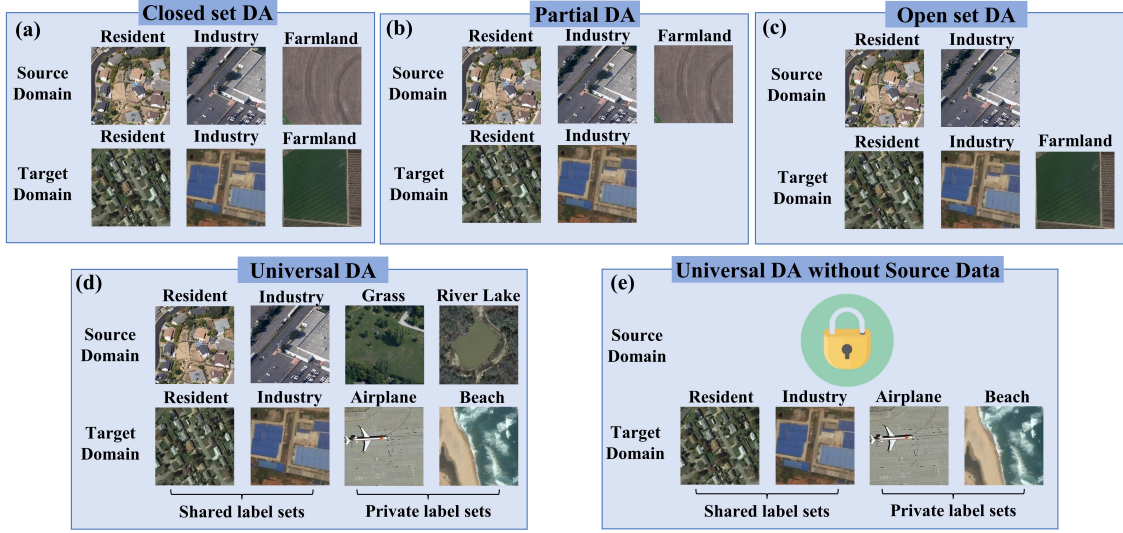 (a)
Closed set DA
Resident Industry Farmland
Source
Domain
Resident Industry Farmland
Target
Domain
(b)
Partial DA
Resident Industry Farmland
Source
Domain
Resident Industry
Target
Domain
(c)
Open set DA
Resident Industry
Source
Domain
Resident Industry Farmland
Target
Domain
(d)
Universal DA
Resident Industry Grass River Lake
Source
Domain
Resident Industry Airplane Beach
Target
Domain
Shared label sets Private label sets
(e)
Universal DA without Source Data
Source
Domain
Resident Industry Airplane Beach
Target
Domain
Shared label sets Private label sets